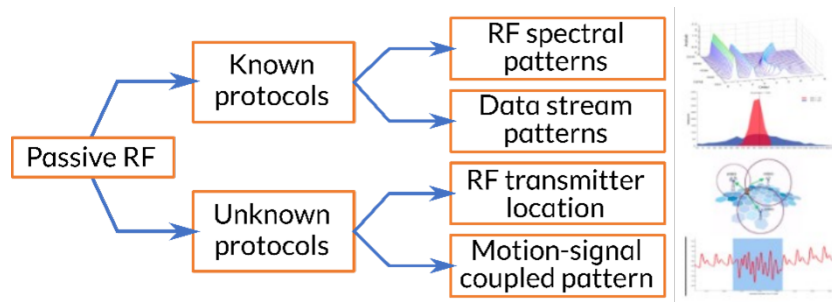 Passive RF
Known
protocols
Unknown
protocols
RF spectral
patterns
Data stream
patterns
RF transmitter
location
Motion-signal
coupled pattern